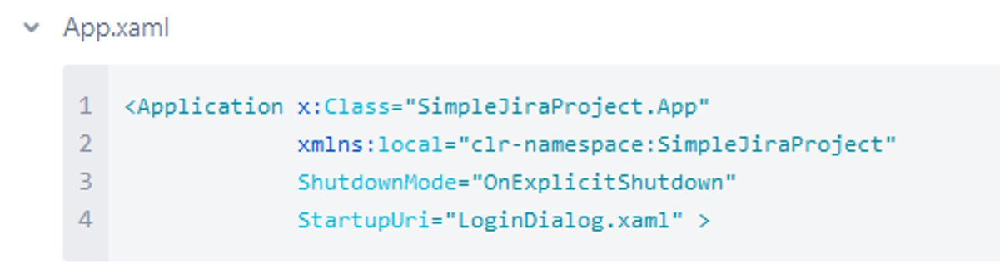 App.xaml
1 <Application x:Class="SimpleJiraProject.App"
2 xmlns:local="clr-namespace:SimpleJiraProject"
3 ShutdownMode="OnExplicitShutdown"
4 StartupUri="LoginDialog.xaml" >